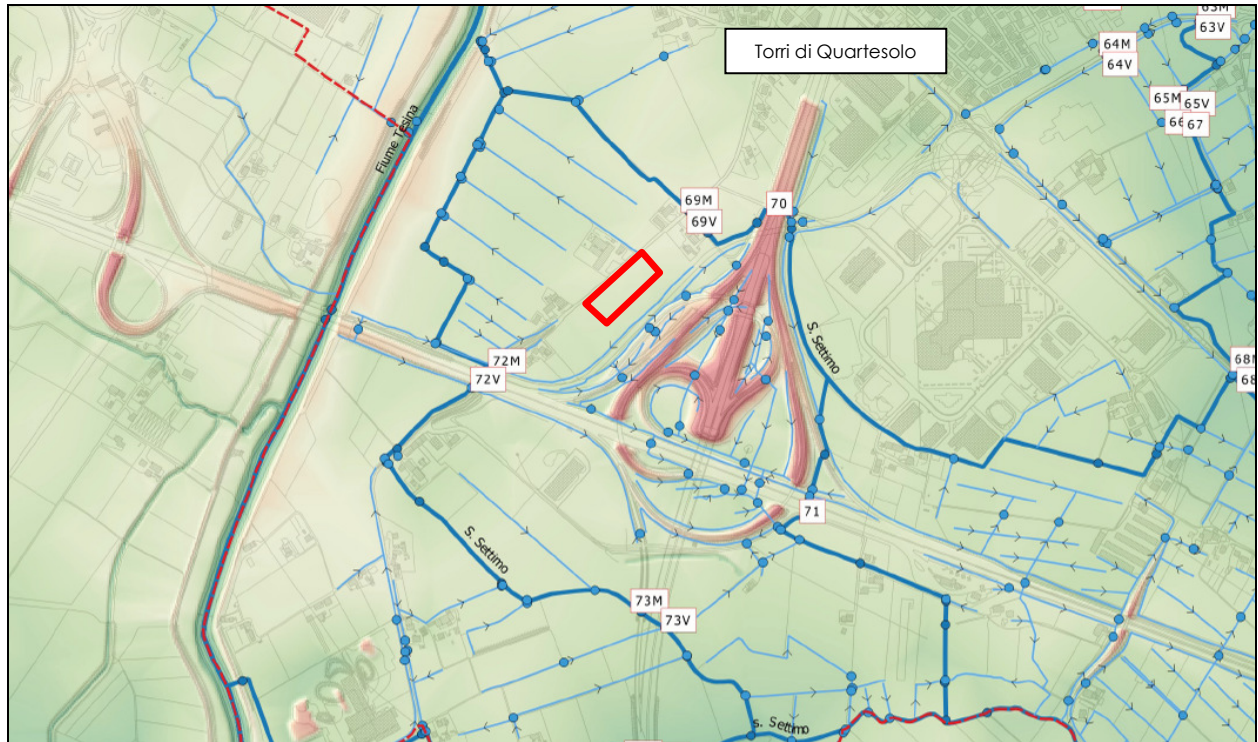 63M
63V
Torri di Quartesolo
64M
64V
65M
65V
67
Fiume Tesina
69M
69V
70
S. Settimo
72M
72V
71
S. Settimo
73M
73V
s. Settimo